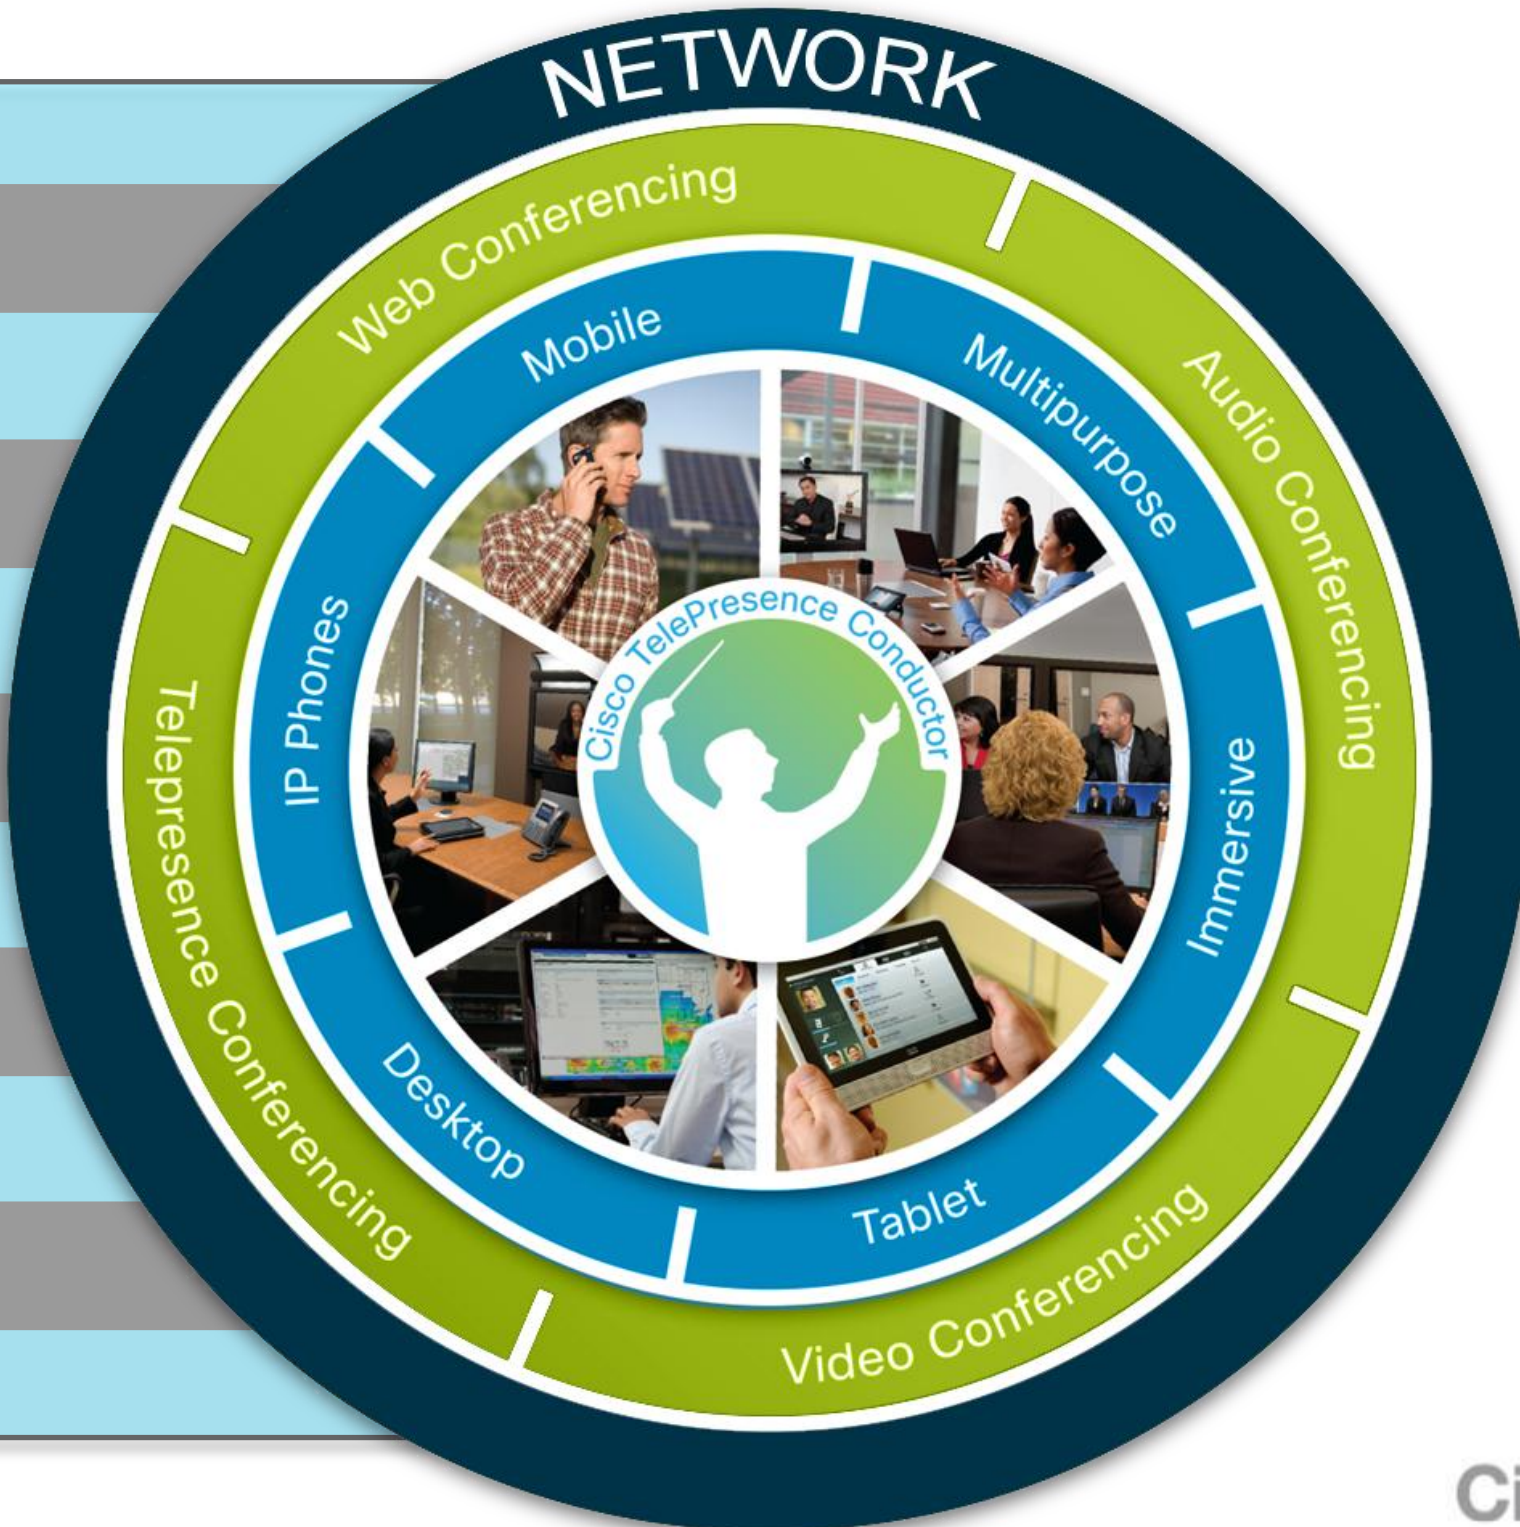 NETWORK
Web Conferencing
Audio Conferencing
Video Conferencing
Telepresence Conferencing
Mobile
Multipurpose
Immersive
Tablet
Desktop
IP Phones
Cisco TelePresence Conductor
Ci